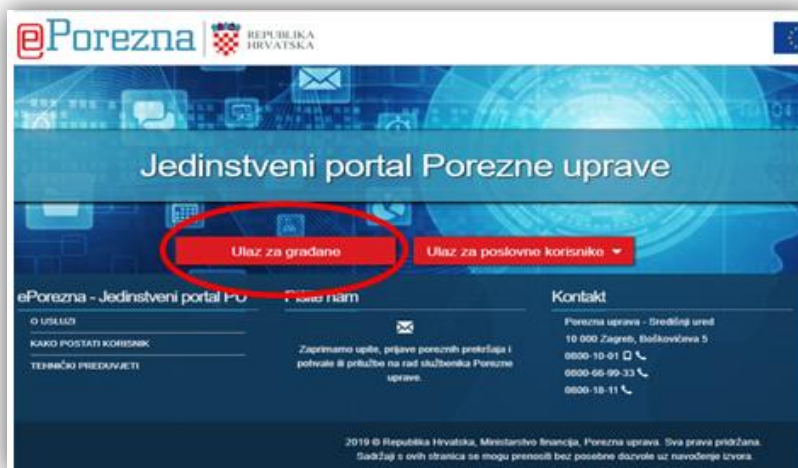 ePorezna
REPUBLIKA
HRVATSKA
Jedinstveni portal Porezne uprave
Ulaz za građane
Ulaz za poslovne korisnike
ePorezna - Jedinstveni portal PU
O USLUZI
KAKO POSTATI KORISNIK
TEHNIČKI PREDUVJETI
Pišite nam
Zaprimamo upite, prijave poreznih prekršaja i
pohvale ili pritužbe na rad službenika Porezne
uprave.
Kontakt
Porezna uprava - Središnji ured
10 000 Zagreb, Boškovićeva 5
0800-10-01
0800-66-99-33
0800-18-11
2019 © Republika Hrvatska, Ministarstvo financija, Porezna uprava. Sva prava pridržana.
Sadržaji s ovih stranica se mogu prenositi bez posebne dozvole uz navođenje izvora.